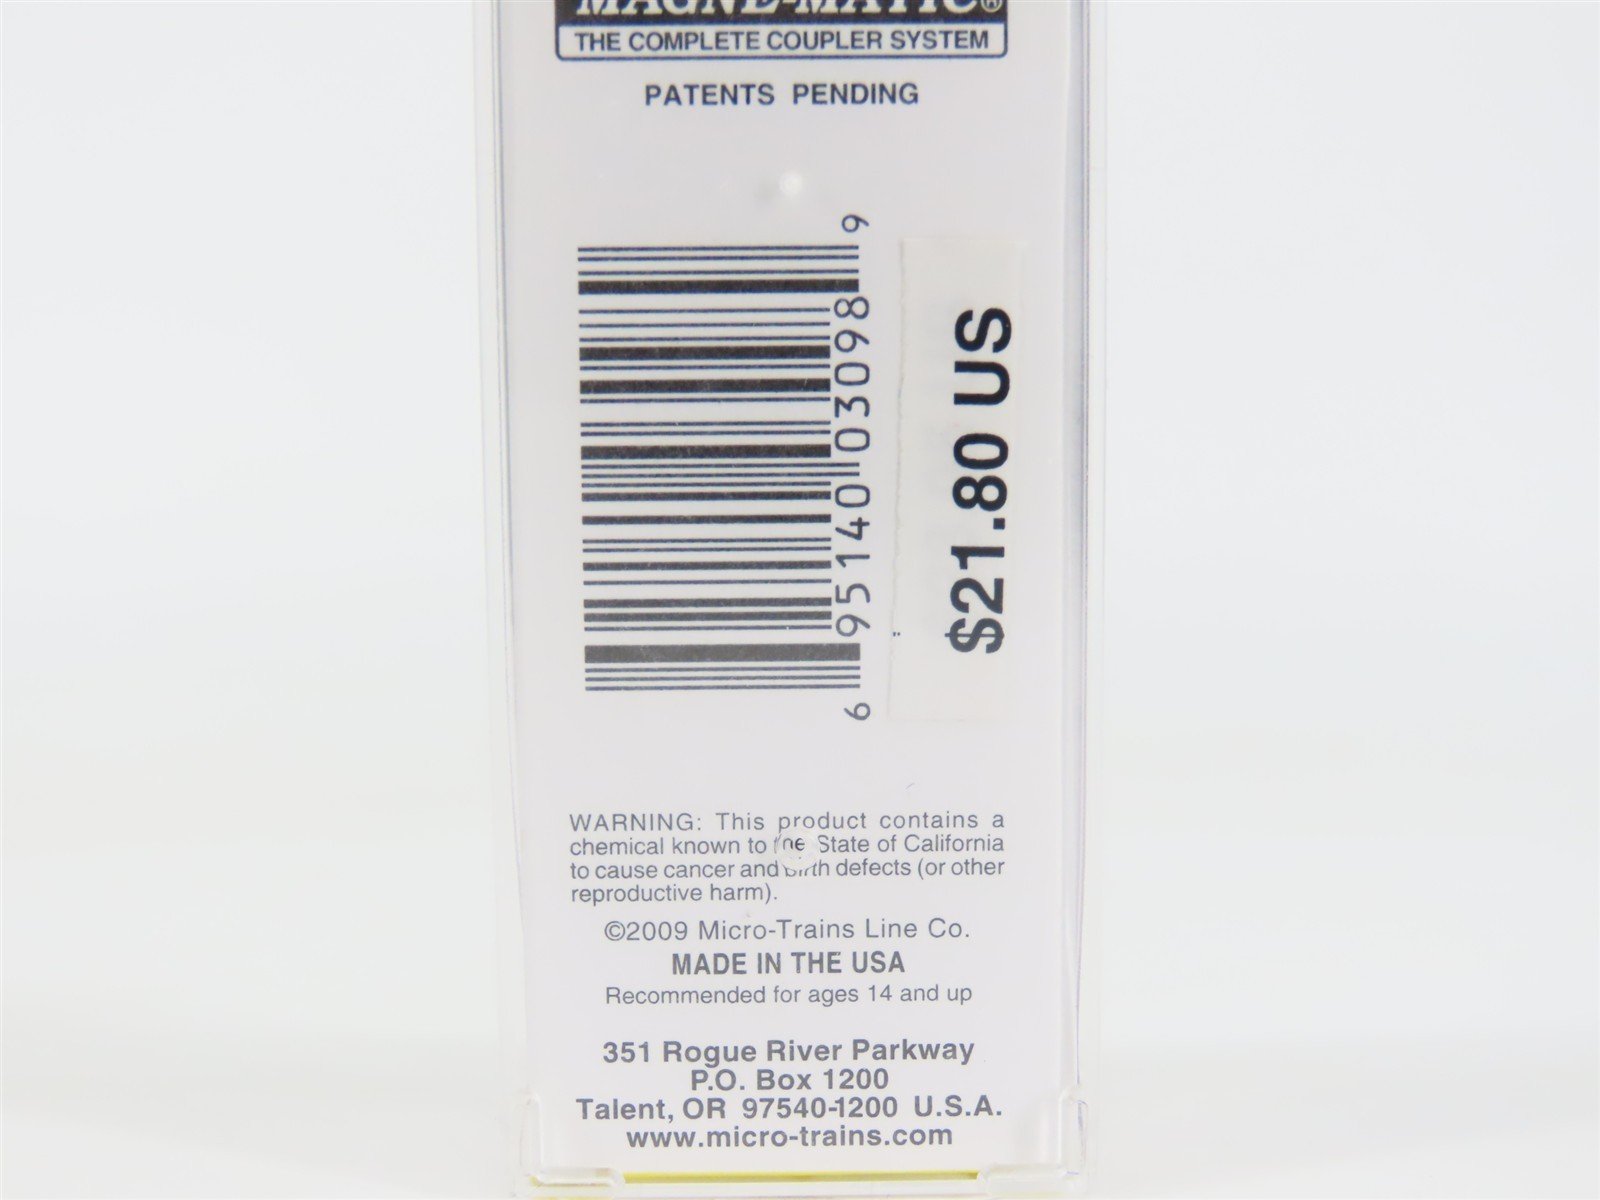 MAGNE-MATIC®
THE COMPLETE COUPLER SYSTEM
PATENTS PENDING
6 95140 03098 9
$21.80 US
WARNING: This product contains a
chemical known to the State of California
to cause cancer and birth defects (or other
reproductive harm).
©2009 Micro-Trains Line Co.
MADE IN THE USA
Recommended for ages 14 and up
351 Rogue River Parkway
P.O. Box 1200
Talent, OR 97540-1200 U.S.A.
www.micro-trains.com